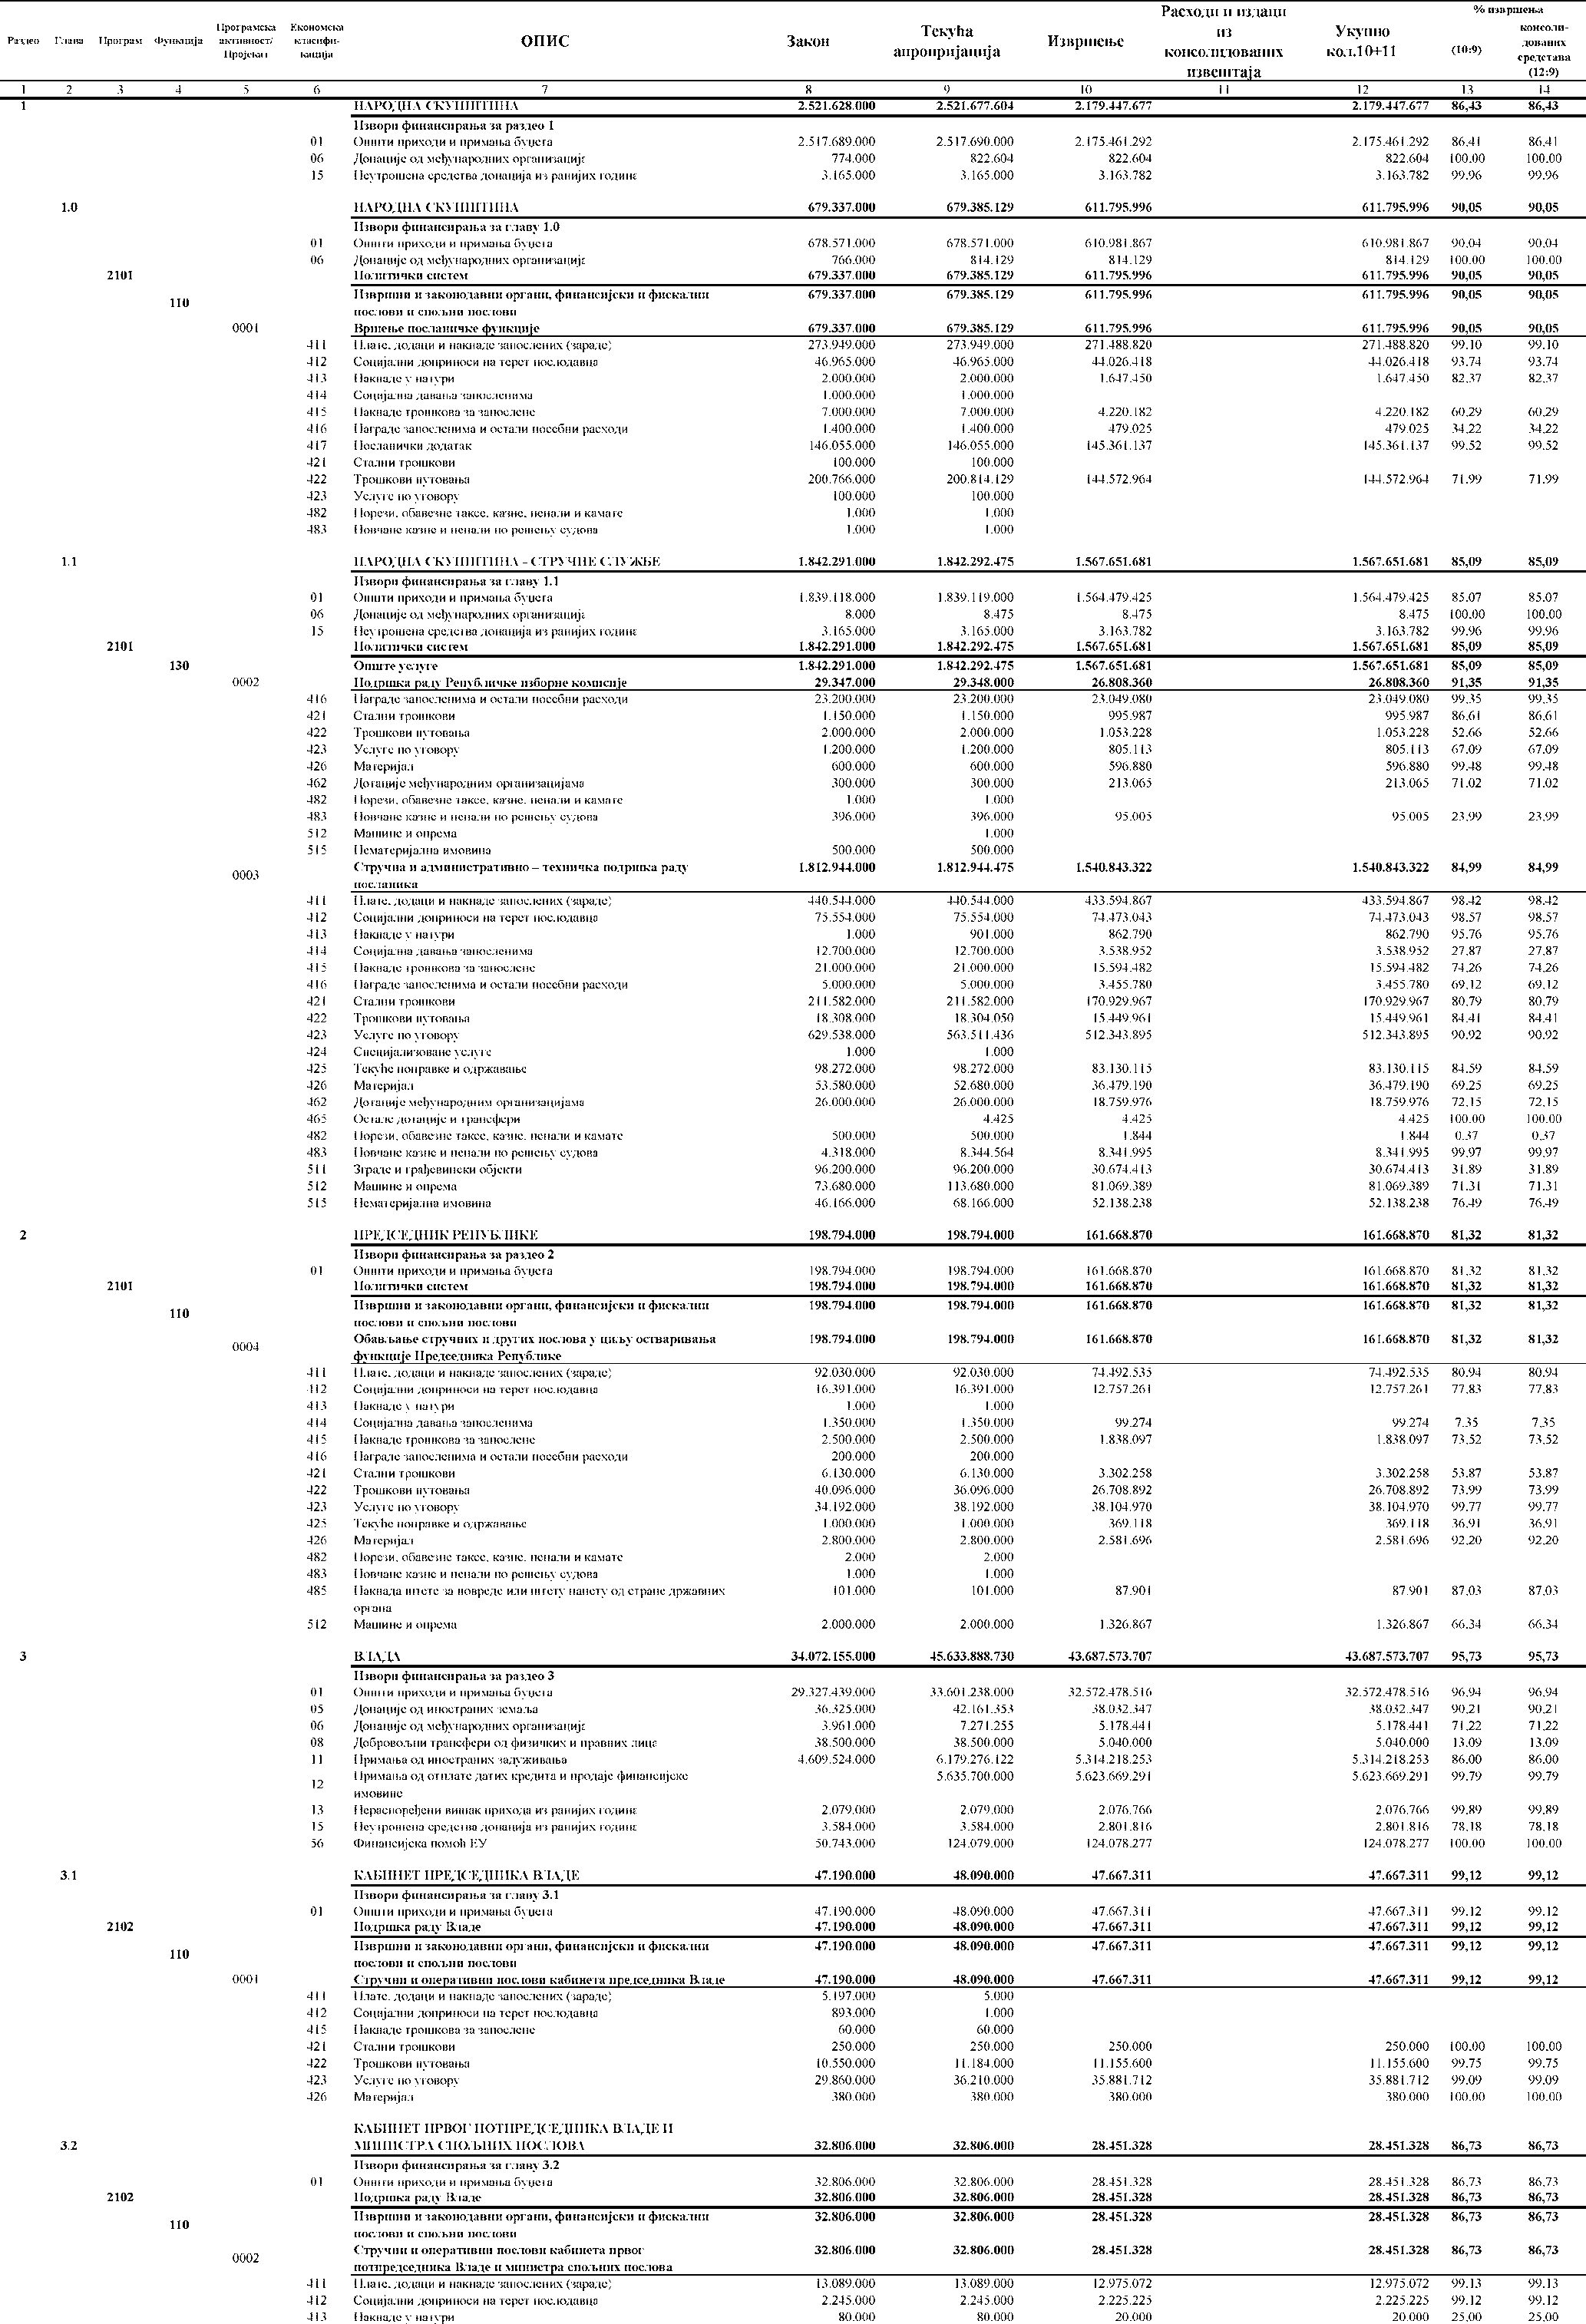 Раздео Глава Програм Функција Програмска активност/ Пројекат Економска класифи-кација ОПИС Закон Текућа апропријација Извршење Расходи и издаци из консолидованих извештаја Укупно кол.10+11 % извршења (10:9) консоли-дованих средстава (12:9)
1 2 3 4 5 6 7 8 9 10 11 12 13 14
1 НАРОДНА СКУПШТИНА 2.521.628.000 2.521.677.604 2.179.447.677 2.179.447.677 86,43 86,43
Извори финансирања за раздео 1
01 Општи приходи и примања буџета 2.517.689.000 2.517.690.000 2.175.461.292 2.175.461.292 86,41 86,41
06 Донације од међународних организација 774.000 822.604 822.604 822.604 100,00 100,00
15 Неутрошена средства донација из ранијих година 3.165.000 3.165.000 3.163.782 3.163.782 99,96 99,96
1.0 НАРОДНА СКУПШТИНА 679.337.000 679.385.129 611.795.996 611.795.996 90,05 90,05
Извори финансирања за главу 1.0
01 Општи приходи и примања буџета 678.571.000 678.571.000 610.981.867 610.981.867 90,04 90,04
06 Донације од међународних организација 766.000 814.129 814.129 814.129 100,00 100,00
2101 Политички систем 679.337.000 679.385.129 611.795.996 611.795.996 90,05 90,05
110 Извршни и законодавни органи, финансијски и фискални 679.337.000 679.385.129 611.795.996 611.795.996 90,05 90,05
послови и спољни послови
0001 Вршење посланичке функције 679.337.000 679.385.129 611.795.996 611.795.996 90,05 90,05
411 Плате, додаци и накнаде запослених (зараде) 273.949.000 273.949.000 271.488.820 271.488.820 99,10 99,10
412 Социјални доприноси на терет послодавца 46.965.000 46.965.000 44.026.418 44.026.418 93,74 93,74
413 Накнаде у натури 2.000.000 2.000.000 1.647.450 1.647.450 82,37 82,37
414 Социјална давања запосленима 1.000.000 1.000.000
415 Накнаде трошкова за запослене 7.000.000 7.000.000 4.220.182 4.220.182 60,29 60,29
416 Награде запосленима и остали посебни расходи 1.400.000 1.400.000 479.025 479.025 34,22 34,22
417 Посланички додатак 146.055.000 146.055.000 145.361.137 145.361.137 99,52 99,52
421 Стални трошкови 100.000 100.000
422 Трошкови путовања 200.766.000 200.814.129 144.572.964 144.572.964 71,99 71,99
423 Услуге по уговору 100.000 100.000
482 Порези, обавезне таксе, казне, пенали и камате 1.000 1.000
483 Новчане казне и пенали по решењу судова 1.000 1.000
1.1 НАРОДНА СКУПШТИНА - СТРУЧНЕ СЛУЖБЕ 1.842.291.000 1.842.292.475 1.567.651.681 1.567.651.681 85,09 85,09
Извори финансирања за главу 1.1
01 Општи приходи и примања буџета 1.839.118.000 1.839.119.000 1.564.479.425 1.564.479.425 85,07 85,07
06 Донације од међународних организација 8.000 8.475 8.475 8.475 100,00 100,00
15 Неутрошена средства донација из ранијих година 3.165.000 3.165.000 3.163.782 3.163.782 99,96 99,96
2101 Политички систем 1.842.291.000 1.842.292.475 1.567.651.681 1.567.651.681 85,09 85,09
130 Опште услуге 1.842.291.000 1.842.292.475 1.567.651.681 1.567.651.681 85,09 85,09
0002 Подршка раду Републичке изборне комисије 29.347.000 29.348.000 26.808.360 26.808.360 91,35 91,35
416 Награде запосленима и остали посебни расходи 23.200.000 23.200.000 23.049.080 23.049.080 99,35 99,35
421 Стални трошкови 1.150.000 1.150.000 995.987 995.987 86,61 86,61
422 Трошкови путовања 2.000.000 2.000.000 1.053.228 1.053.228 52,66 52,66
423 Услуге по уговору 1.200.000 1.200.000 805.113 805.113 67,09 67,09
426 Материјал 600.000 600.000 596.880 596.880 99,48 99,48
462 Дотације међународним организацијама 300.000 300.000 213.065 213.065 71,02 71,02
482 Порези, обавезне таксе, казне, пенали и камате 1.000 1.000
483 Новчане казне и пенали по решењу судова 396.000 396.000 95.005 95.005 23,99 23,99
512 Машине и опрема 1.000
515 Нематеријална имовина 500.000 500.000
0003 Стручна и административно – техничка подршка раду 1.812.944.000 1.812.944.475 1.540.843.322 1.540.843.322 84,99 84,99
посланика
411 Плате, додаци и накнаде запослених (зараде) 440.544.000 440.544.000 433.594.867 433.594.867 98,42 98,42
412 Социјални доприноси на терет послодавца 75.554.000 75.554.000 74.473.043 74.473.043 98,57 98,57
413 Накнаде у натури 1.000 901.000 862.790 862.790 95,76 95,76
414 Социјална давања запосленима 12.700.000 12.700.000 3.538.952 3.538.952 27,87 27,87
415 Накнаде трошкова за запослене 21.000.000 21.000.000 15.594.482 15.594.482 74,26 74,26
416 Награде запосленима и остали посебни расходи 5.000.000 5.000.000 3.455.780 3.455.780 69,12 69,12
421 Стални трошкови 211.582.000 211.582.000 170.929.967 170.929.967 80,79 80,79
422 Трошкови путовања 18.308.000 18.304.050 15.449.961 15.449.961 84,41 84,41
423 Услуге по уговору 629.538.000 563.511.436 512.343.895 512.343.895 90,92 90,92
424 Специјализоване услуге 1.000 1.000
425 Текуће поправке и одржавање 98.272.000 98.272.000 83.130.115 83.130.115 84,59 84,59
426 Материјал 53.580.000 52.680.000 36.479.190 36.479.190 69,25 69,25
462 Дотације међународним организацијама 26.000.000 26.000.000 18.759.976 18.759.976 72,15 72,15
465 Остале дотације и трансфери 4.425 4.425 4.425 100,00 100,00
482 Порези, обавезне таксе, казне, пенали и камате 500.000 500.000 1.844 1.844 0,37 0,37
483 Новчане казне и пенали по решењу судова 4.318.000 8.344.564 8.341.995 8.341.995 99,97 99,97
511 Зграде и грађевински објекти 96.200.000 96.200.000 30.674.413 30.674.413 31,89 31,89
512 Машине и опрема 73.680.000 113.680.000 81.069.389 81.069.389 71,31 71,31
515 Нематеријална имовина 46.166.000 68.166.000 52.138.238 52.138.238 76,49 76,49
2 ПРЕДСЕДНИК РЕПУБЛИКЕ 198.794.000 198.794.000 161.668.870 161.668.870 81,32 81,32
Извори финансирања за раздео 2
01 Општи приходи и примања буџета 198.794.000 198.794.000 161.668.870 161.668.870 81,32 81,32
2101 Политички систем 198.794.000 198.794.000 161.668.870 161.668.870 81,32 81,32
110 Извршни и законодавни органи, финансијски и фискални 198.794.000 198.794.000 161.668.870 161.668.870 81,32 81,32
послови и спољни послови
0004 Обављање стручних и других послова у циљу остваривања 198.794.000 198.794.000 161.668.870 161.668.870 81,32 81,32
функције Председника Републике
411 Плате, додаци и накнаде запослених (зараде) 92.030.000 92.030.000 74.492.535 74.492.535 80,94 80,94
412 Социјални доприноси на терет послодавца 16.391.000 16.391.000 12.757.261 12.757.261 77,83 77,83
413 Накнаде у натури 1.000 1.000
414 Социјална давања запосленима 1.350.000 1.350.000 99.274 99.274 7,35 7,35
415 Накнаде трошкова за запослене 2.500.000 2.500.000 1.838.097 1.838.097 73,52 73,52
416 Награде запосленима и остали посебни расходи 200.000 200.000
421 Стални трошкови 6.130.000 6.130.000 3.302.258 3.302.258 53,87 53,87
422 Трошкови путовања 40.096.000 36.096.000 26.708.892 26.708.892 73,99 73,99
423 Услуге по уговору 34.192.000 38.192.000 38.104.970 38.104.970 99,77 99,77
425 Текуће поправке и одржавање 1.000.000 1.000.000 369.118 369.118 36,91 36,91
426 Материјал 2.800.000 2.800.000 2.581.696 2.581.696 92,20 92,20
482 Порези, обавезне таксе, казне, пенали и камате 2.000 2.000
483 Новчане казне и пенали по решењу судова 1.000 1.000
485 Накнада штете за повреде или штету нанету од стране државних 101.000 101.000 87.901 87.901 87,03 87,03
органа
512 Машине и опрема 2.000.000 2.000.000 1.326.867 1.326.867 66,34 66,34
3 ВЛАДА 34.072.155.000 45.633.888.730 43.687.573.707 43.687.573.707 95,73 95,73
Извори финансирања за раздео 3
01 Општи приходи и примања буџета 29.327.439.000 33.601.238.000 32.572.478.516 32.572.478.516 96,94 96,94
05 Донације од иностраних земаља 36.325.000 42.161.353 38.032.347 38.032.347 90,21 90,21
06 Донације од међународних организација 3.961.000 7.271.255 5.178.441 5.178.441 71,22 71,22
08 Добровољни трансфери од физичких и правних лица 38.500.000 38.500.000 5.040.000 5.040.000 13,09 13,09
11 Примања од иностраних задуживања 4.609.524.000 6.179.276.122 5.314.218.253 5.314.218.253 86,00 86,00
12 Примања од отплате датих кредита и продаје финансијске 5.635.700.000 5.623.669.291 5.623.669.291 99,79 99,79
имовине
13 Нераспоређени вишак прихода из ранијих година 2.079.000 2.079.000 2.076.766 2.076.766 99,89 99,89
15 Неутрошена средства донација из ранијих година 3.584.000 3.584.000 2.801.816 2.801.816 78,18 78,18
56 Финансијска помоћ ЕУ 50.743.000 124.079.000 124.078.277 124.078.277 100,00 100,00
3.1 КАБИНЕТ ПРЕДСЕДНИКА ВЛАДЕ 47.190.000 48.090.000 47.667.311 47.667.311 99,12 99,12
Извори финансирања за главу 3.1
01 Општи приходи и примања буџета 47.190.000 48.090.000 47.667.311 47.667.311 99,12 99,12
2102 Подршка раду Владе 47.190.000 48.090.000 47.667.311 47.667.311 99,12 99,12
110 Извршни и законодавни органи, финансијски и фискални 47.190.000 48.090.000 47.667.311 47.667.311 99,12 99,12
послови и спољни послови
0001 Стручни и оперативни послови кабинета председника Владе 47.190.000 48.090.000 47.667.311 47.667.311 99,12 99,12
411 Плате, додаци и накнаде запослених (зараде) 5.197.000 5.000
412 Социјални доприноси на терет послодавца 893.000 1.000
415 Накнаде трошкова за запослене 60.000 60.000
421 Стални трошкови 250.000 250.000 250.000 250.000 100,00 100,00
422 Трошкови путовања 10.550.000 11.184.000 11.155.600 11.155.600 99,75 99,75
423 Услуге по уговору 29.860.000 36.210.000 35.881.712 35.881.712 99,09 99,09
426 Материјал 380.000 380.000 380.000 380.000 100,00 100,00
КАБИНЕТ ПРВОГ ПОТПРЕДСЕДНИКА ВЛАДЕ И
3.2 МИНИСТРА СПОЉНИХ ПОСЛОВА 32.806.000 32.806.000 28.451.328 28.451.328 86,73 86,73
Извори финансирања за главу 3.2
01 Општи приходи и примања буџета 32.806.000 32.806.000 28.451.328 28.451.328 86,73 86,73
2102 Подршка раду Владе 32.806.000 32.806.000 28.451.328 28.451.328 86,73 86,73
110 Извршни и законодавни органи, финансијски и фискални 32.806.000 32.806.000 28.451.328 28.451.328 86,73 86,73
послови и спољни послови
0002 Стручни и оперативни послови кабинета првог 32.806.000 32.806.000 28.451.328 28.451.328 86,73 86,73
потпредседника Владе и министра спољних послова
411 Плате, додаци и накнаде запослених (зараде) 13.089.000 13.089.000 12.975.072 12.975.072 99,13 99,13
412 Социјални доприноси на терет послодавца 2.245.000 2.245.000 2.225.225 2.225.225 99,12 99,12
413 Накнаде у натури 80.000 80.000 20.000 20.000 25,00 25,00